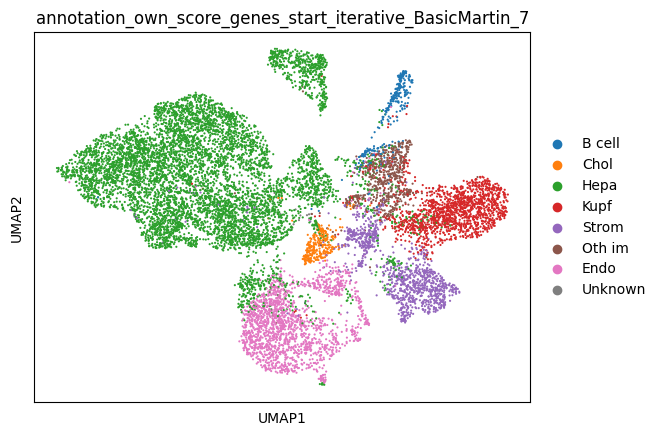 annotation_own_score_genes_start_iterative_BasicMartin_7
UMAP2
UMAP1
B cell
Chol
Hepa
Kupf
Strom
Oth im
Endo
Unknown